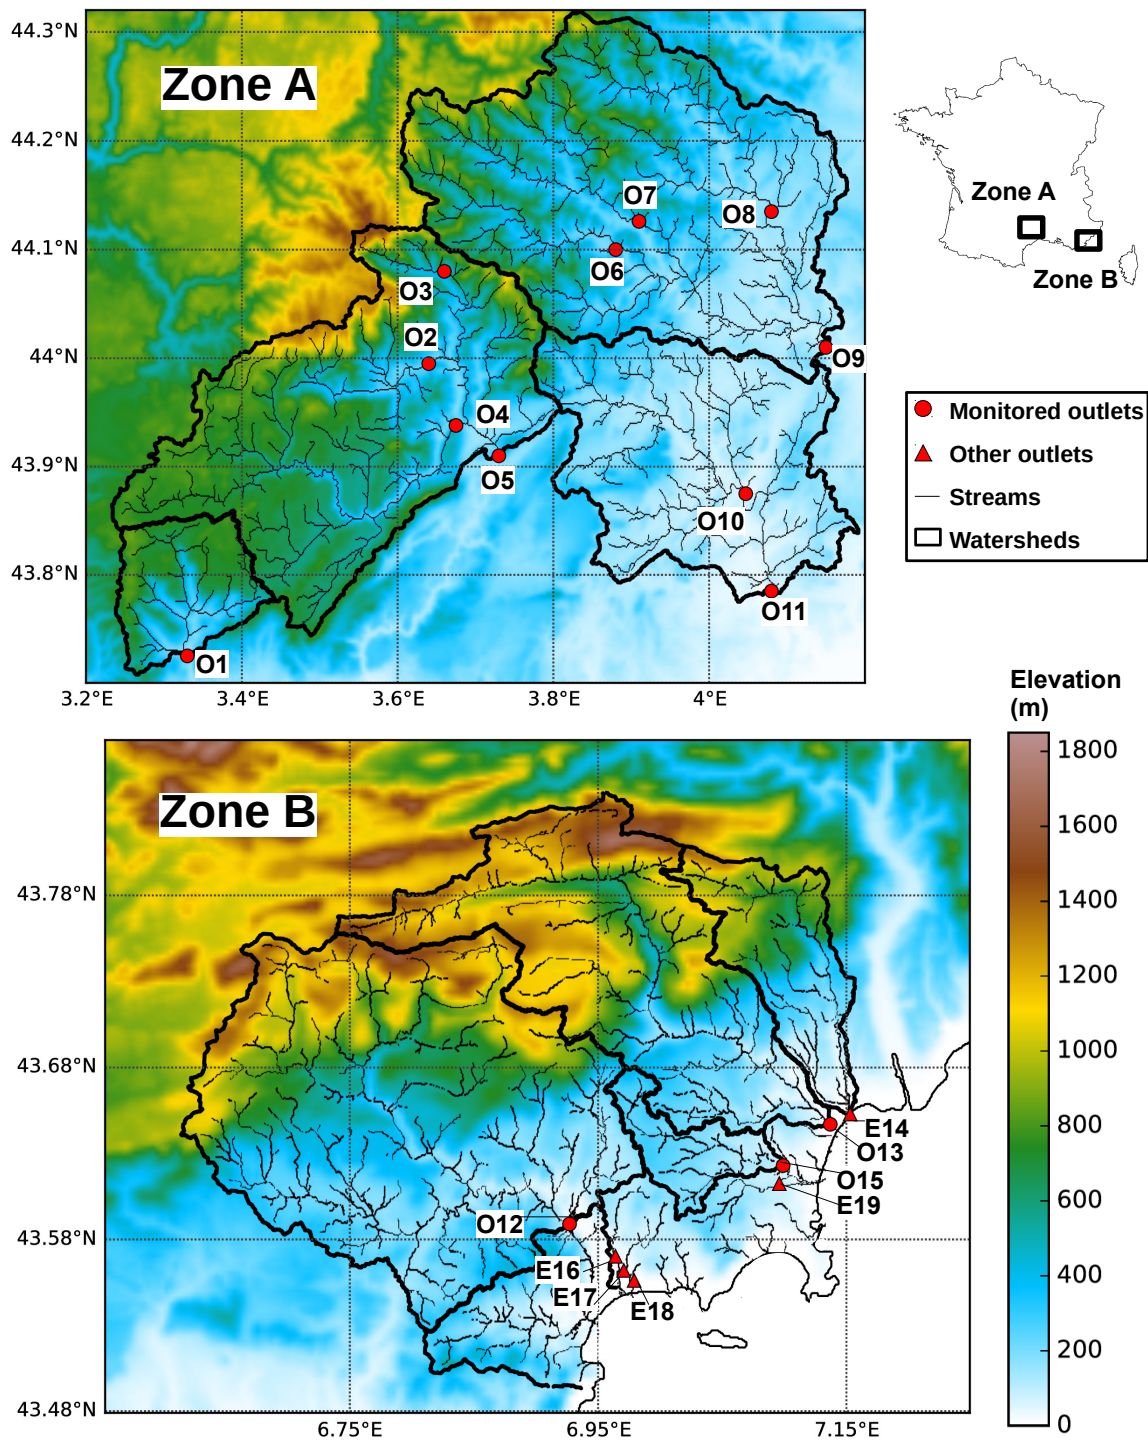 44.3°N
44.2°N
44.1°N
44°N
43.9°N
43.8°N
3.2°E
3.4°E
3.6°E
3.8°E
4°E
Zone A
O7
O8
O6
O3
O2
O9
O4
O5
O10
O11
O1
Zone A
Zone B
Monitored outlets
Other outlets
Streams
Watersheds
Elevation
(m)
1800
1600
1400
1200
1000
800
600
400
200
0
Zone B
43.78°N
43.68°N
43.58°N
43.48°N
6.75°E
6.95°E
7.15°E
E14
O13
O15
E19
O12
E16
E17
E18